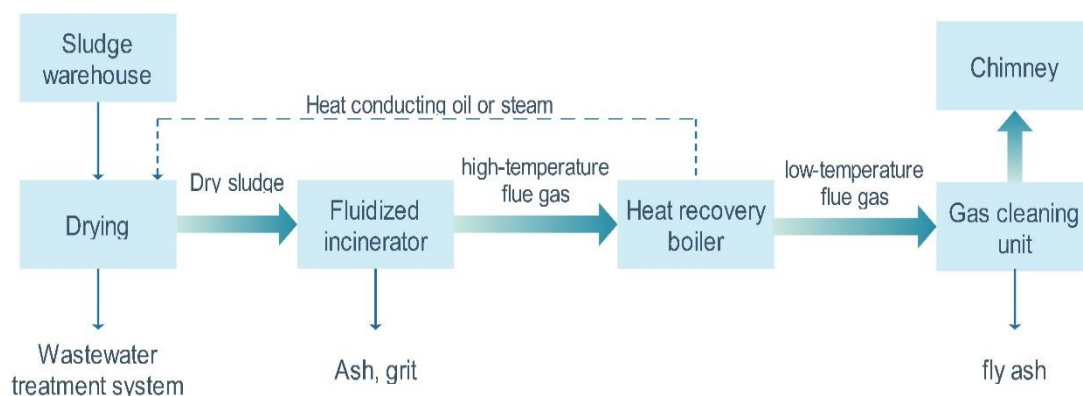 Sludge
warehouse
Chimney
Heat conducting oil or steam
Dry sludge
high-temperature
flue gas
low-temperature
flue gas
Drying
Fluidized
incinerator
Heat recovery
boiler
Gas cleaning
unit
Wastewater
treatment system
Ash, grit
fly ash